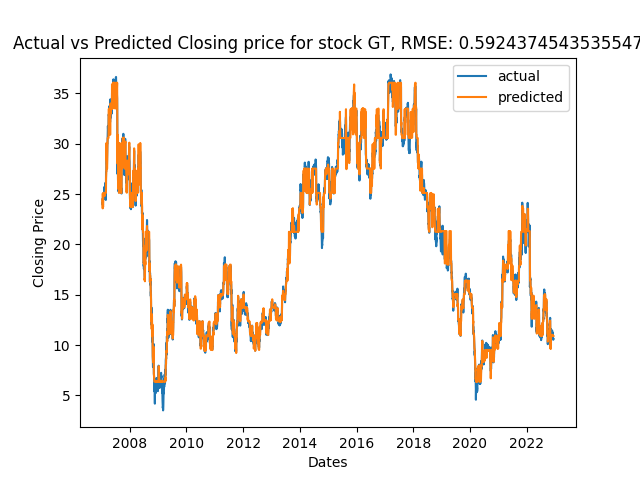 Actual vs Predicted Closing price for stock GT, RMSE: 0.5924374543535547
actual
predicted
Closing Price
35
30
25
20
15
10
5
2008 2010 2012 2014 2016 2018 2020 2022
Dates